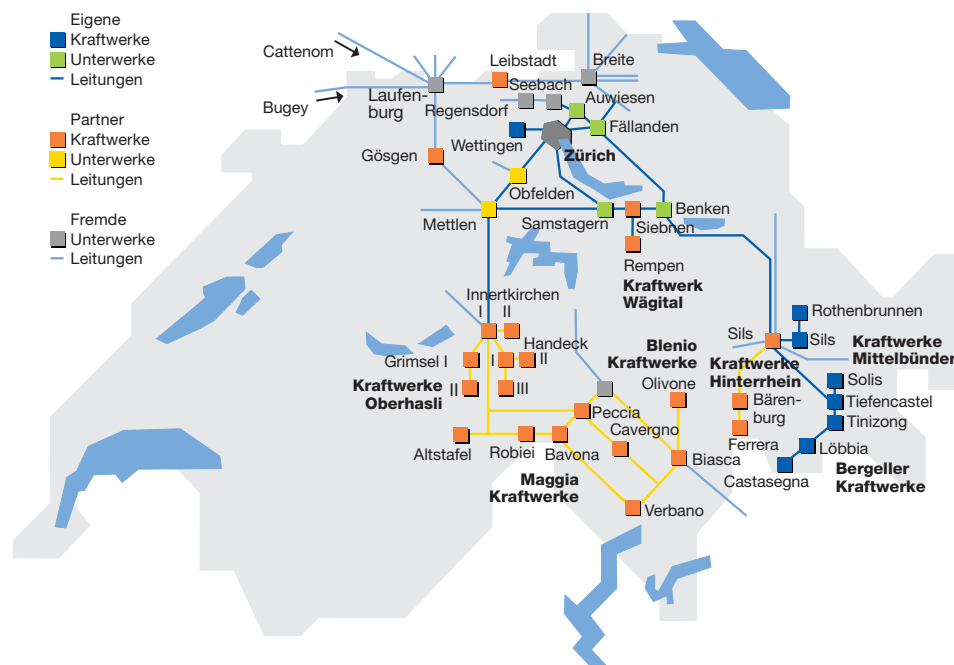 Eigene
Kraftwerke
Unterwerke
Leitungen
Partner
Kraftwerke
Unterwerke
Leitungen
Fremde
Unterwerke
Leitungen
Cattenom
Bugey
Laufen-
burg
Leibstadt
Breite
Seebach
Regensdorf
Auwiesen
Fällanden
Wettingen
Zürich
Gösgen
Obfelden
Mettlen
Samstagern
Siebnen
Benken
Rempen
Kraftwerk
Wägital
Innertkirchen
I II
Handeck
Grimsel I
I II
II
III
Kraftwerke
Oberhasli
Rothenbrunnen
Sils
Sils
Kraftwerke
Mittelbünden
Blenio
Kraftwerke
Olivone
Kraftwerke
Hinterrhein
Bären-
burg
Ferrera
Solis
Tiefencastel
Tinizong
Löbbia
Castasegna
Bergeller
Kraftwerke
Peccia
Cavergno
Altstafel
Robiei
Bavona
Biasca
Maggia
Kraftwerke
Verbano